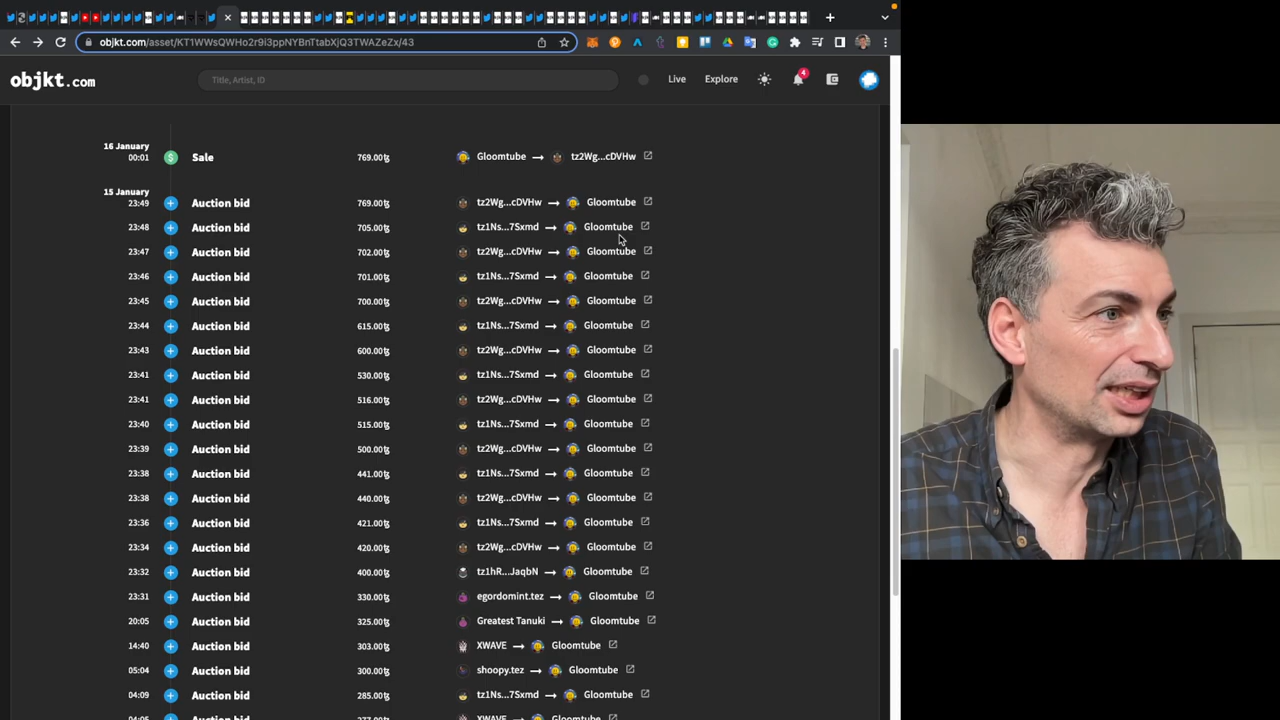 objkt.com/asset/KT1WWsQWHo2r9i3ppNYBnTtabXjQ3TWAZeZx/43
objkt.com
Title, Artist, ID
Live
Explore
4
16 January
00:01 Sale 769.00ꜩ Gloomtube → tz2Wg...cDVHw
15 January
23:49 Auction bid 769.00ꜩ tz2Wg...cDVHw → Gloomtube
23:48 Auction bid 705.00ꜩ tz1Ns...7Sxmd → Gloomtube
23:47 Auction bid 702.00ꜩ tz2Wg...cDVHw → Gloomtube
23:46 Auction bid 701.00ꜩ tz1Ns...7Sxmd → Gloomtube
23:45 Auction bid 700.00ꜩ tz2Wg...cDVHw → Gloomtube
23:44 Auction bid 615.00ꜩ tz1Ns...7Sxmd → Gloomtube
23:43 Auction bid 600.00ꜩ tz2Wg...cDVHw → Gloomtube
23:41 Auction bid 530.00ꜩ tz1Ns...7Sxmd → Gloomtube
23:41 Auction bid 516.00ꜩ tz2Wg...cDVHw → Gloomtube
23:40 Auction bid 515.00ꜩ tz1Ns...7Sxmd → Gloomtube
23:39 Auction bid 500.00ꜩ tz2Wg...cDVHw → Gloomtube
23:38 Auction bid 441.00ꜩ tz1Ns...7Sxmd → Gloomtube
23:38 Auction bid 440.00ꜩ tz2Wg...cDVHw → Gloomtube
23:36 Auction bid 421.00ꜩ tz1Ns...7Sxmd → Gloomtube
23:34 Auction bid 420.00ꜩ tz2Wg...cDVHw → Gloomtube
23:32 Auction bid 400.00ꜩ tz1hR...JaqbN → Gloomtube
23:31 Auction bid 330.00ꜩ egordomint.tez → Gloomtube
20:05 Auction bid 325.00ꜩ Greatest Tanuki → Gloomtube
14:40 Auction bid 303.00ꜩ XWAVE → Gloomtube
05:04 Auction bid 300.00ꜩ shoopy.tez → Gloomtube
04:09 Auction bid 285.00ꜩ tz1Ns...7Sxmd → Gloomtube
Auction bid XWAVE → Gloomtube